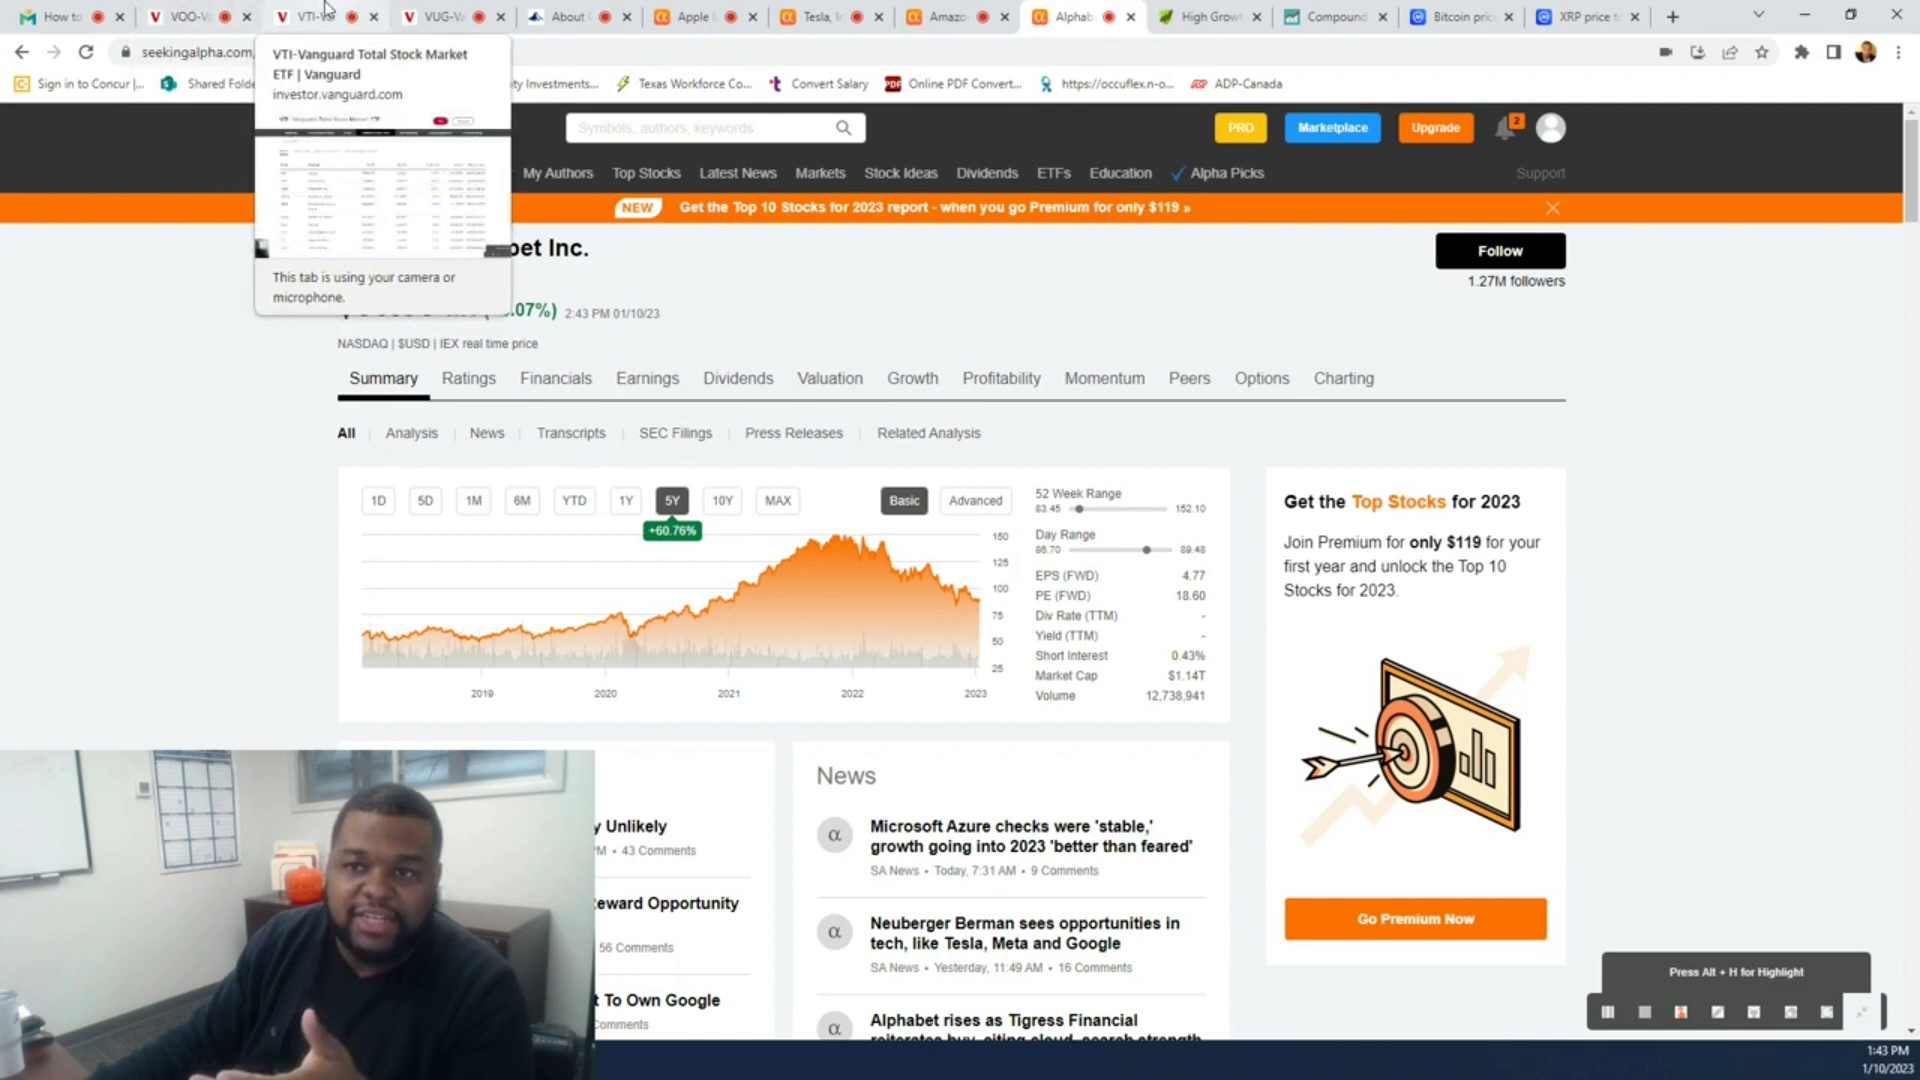 How to
VOO-V
VTI-V
VUG-V
About
Apple
Tesla, I
Amazo
Alphab
High Grow
Compound
Bitcoin pric
XRP price t
seekingalpha.com
Sign in to Concur |...
Shared Folde
ty Investments...
Texas Workforce Co...
Convert Salary
Online PDF Convert...
https://occuflex.n-o...
ADP-Canada
VTI-Vanguard Total Stock Market
ETF | Vanguard
investor.vanguard.com
This tab is using your camera or
microphone.
Symbols, authors, keywords
PRO
Marketplace
Upgrade
2
My Authors
Top Stocks
Latest News
Markets
Stock Ideas
Dividends
ETFs
Education
Alpha Picks
Support
NEW
Get the Top 10 Stocks for 2023 report - when you go Premium for only $119 »
bet Inc.
Follow
1.27M followers
.07%)
2:43 PM 01/10/23
NASDAQ | $USD | IEX real time price
Summary
Ratings
Financials
Earnings
Dividends
Valuation
Growth
Profitability
Momentum
Peers
Options
Charting
All
Analysis
News
Transcripts
SEC Filings
Press Releases
Related Analysis
1D
5D
1M
6M
YTD
1Y
5Y
10Y
MAX
+60.76%
Basic
Advanced
150
125
100
75
50
25
2019
2020
2021
2022
2023
52 Week Range
83.45
152.10
Day Range
86.70
89.48
EPS (FWD) 4.77
PE (FWD) 18.60
Div Rate (TTM) -
Yield (TTM) -
Short Interest 0.43%
Market Cap $1.14T
Volume 12,738,941
Get the Top Stocks for 2023
Join Premium for only $119 for your
first year and unlock the Top 10
Stocks for 2023.
Go Premium Now
y Unlikely
PM • 43 Comments
eward Opportunity
56 Comments
t To Own Google
Comments
News
Microsoft Azure checks were 'stable,'
growth going into 2023 'better than feared'
SA News • Today, 7:31 AM • 9 Comments
Neuberger Berman sees opportunities in
tech, like Tesla, Meta and Google
SA News • Yesterday, 11:49 AM • 16 Comments
Alphabet rises as Tigress Financial
reiterates buy, citing cloud, search strength
Press Alt + H for Highlight
1:43 PM
1/10/2023